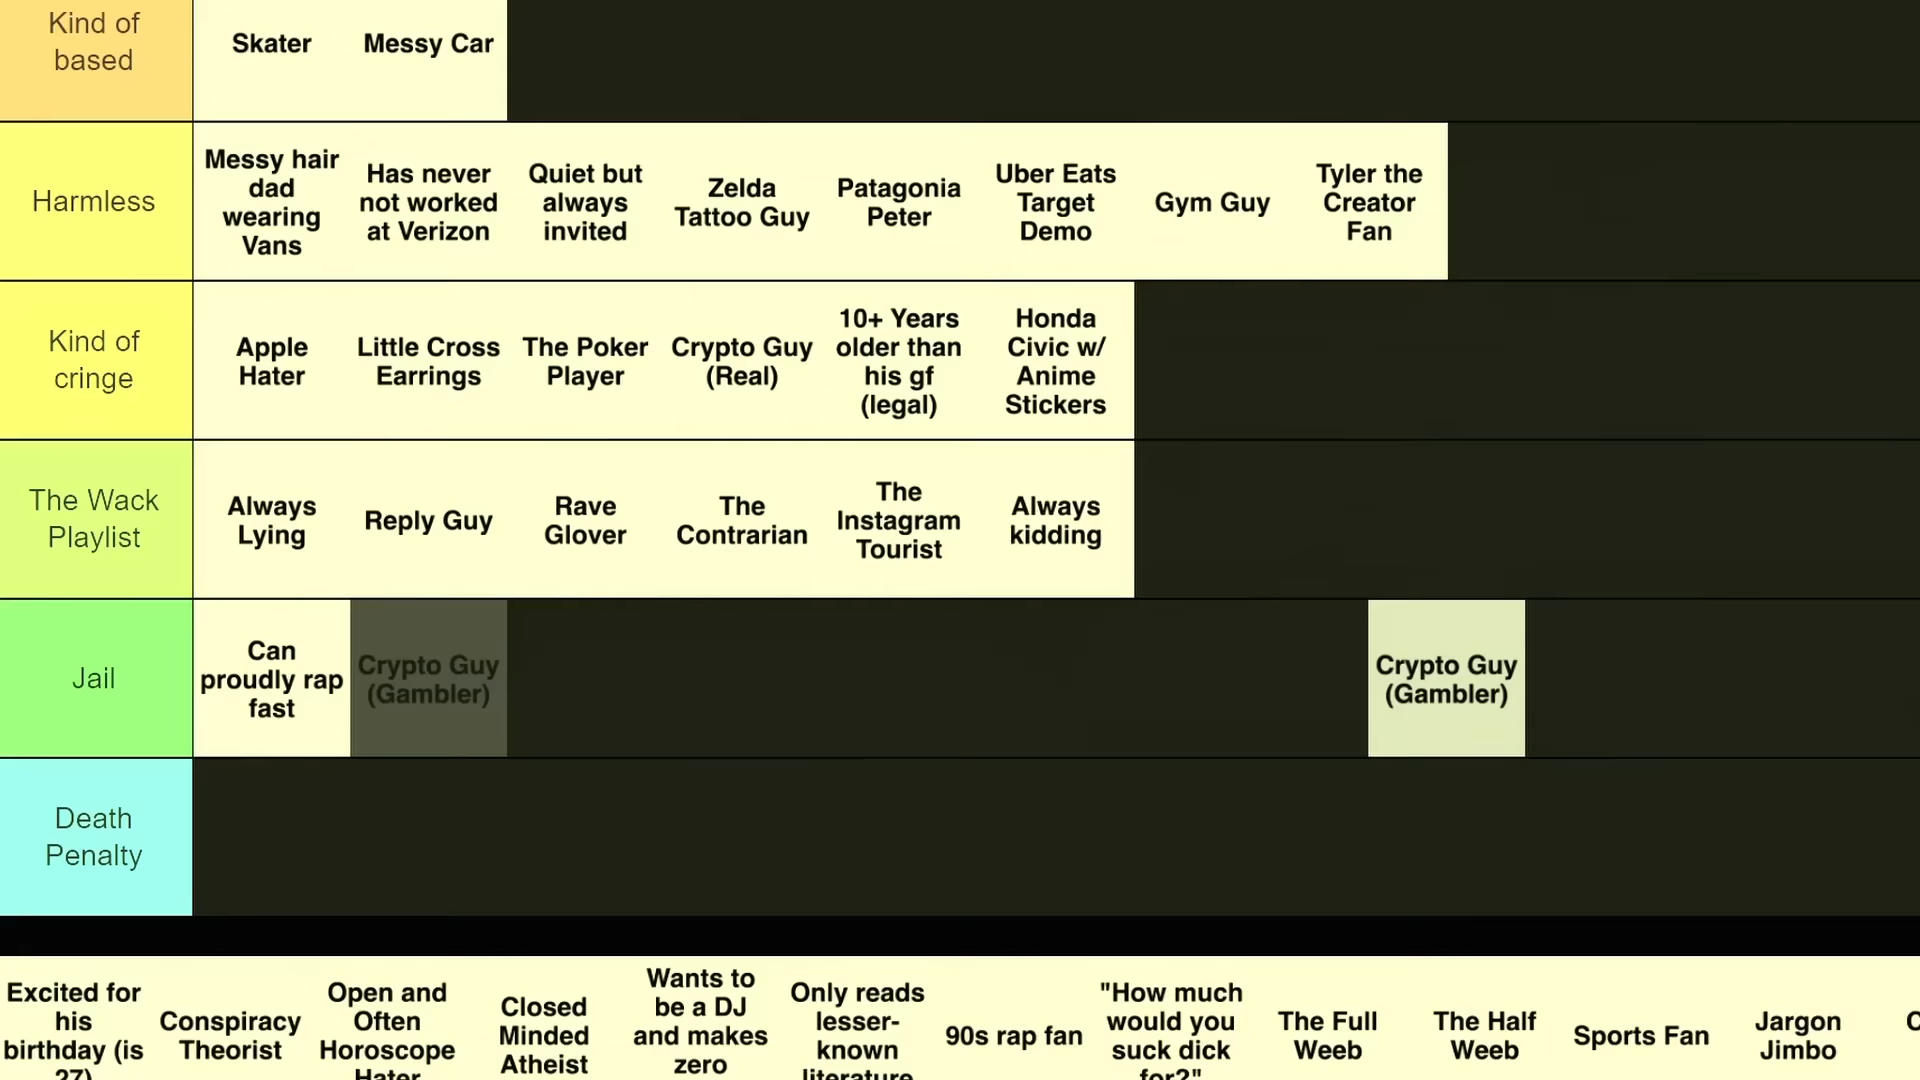 Kind of
based
Skater
Messy Car
Harmless
Messy hair
dad
wearing
Vans
Has never
not worked
at Verizon
Quiet but
always
invited
Zelda
Tattoo Guy
Patagonia
Peter
Uber Eats
Target
Demo
Gym Guy
Tyler the
Creator
Fan
Kind of
cringe
Apple
Hater
Little Cross
Earrings
The Poker
Player
Crypto Guy
(Real)
10+ Years
older than
his gf
(legal)
Honda
Civic w/
Anime
Stickers
The Wack
Playlist
Always
Lying
Reply Guy
Rave
Glover
The
Contrarian
The
Instagram
Tourist
Always
kidding
Jail
Can
proudly rap
fast
Crypto Guy
(Gambler)
Crypto Guy
(Gambler)
Death
Penalty
Excited for
his
birthday (is
27)
Conspiracy
Theorist
Open and
Often
Horoscope
Hater
Closed
Minded
Atheist
Wants to
be a DJ
and makes
zero
Only reads
lesser-
known
literature
90s rap fan
"How much
would you
suck dick
for?"
The Full
Weeb
The Half
Weeb
Sports Fan
Jargon
Jimbo